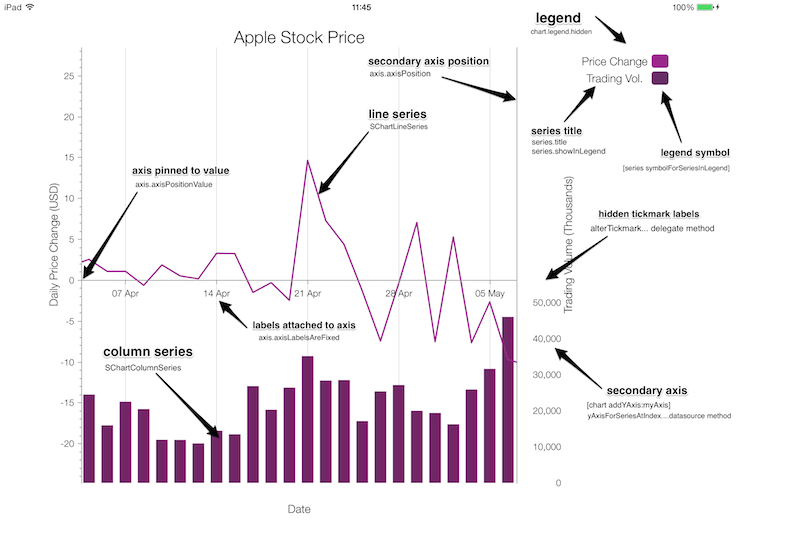 iPad 11:45 100%
legend
chart.legend.hidden
Apple Stock Price
secondary axis position
axis.axisPosition
Price Change
Trading Vol.
line series
SChartLineSeries
series title
series.title
series.showInLegend
legend symbol
[series symbolForSeriesInLegend]
axis pinned to value
axis.axisPositionValue
hidden tickmark labels
alterTickmark... delegate method
Daily Price Change (USD)
25
20
15
10
5
0
-5
-10
-15
-20
07 Apr 14 Apr 21 Apr 28 Apr 05 May
labels attached to axis
axis.axisLabelsAreFixed
column series
SChartColumnSeries
Trading Volume (Thousands)
50,000
40,000
30,000
20,000
10,000
0
secondary axis
[chart addYAxis:myAxis]
yAxisForSeriesAtIndex....datasource method
Date